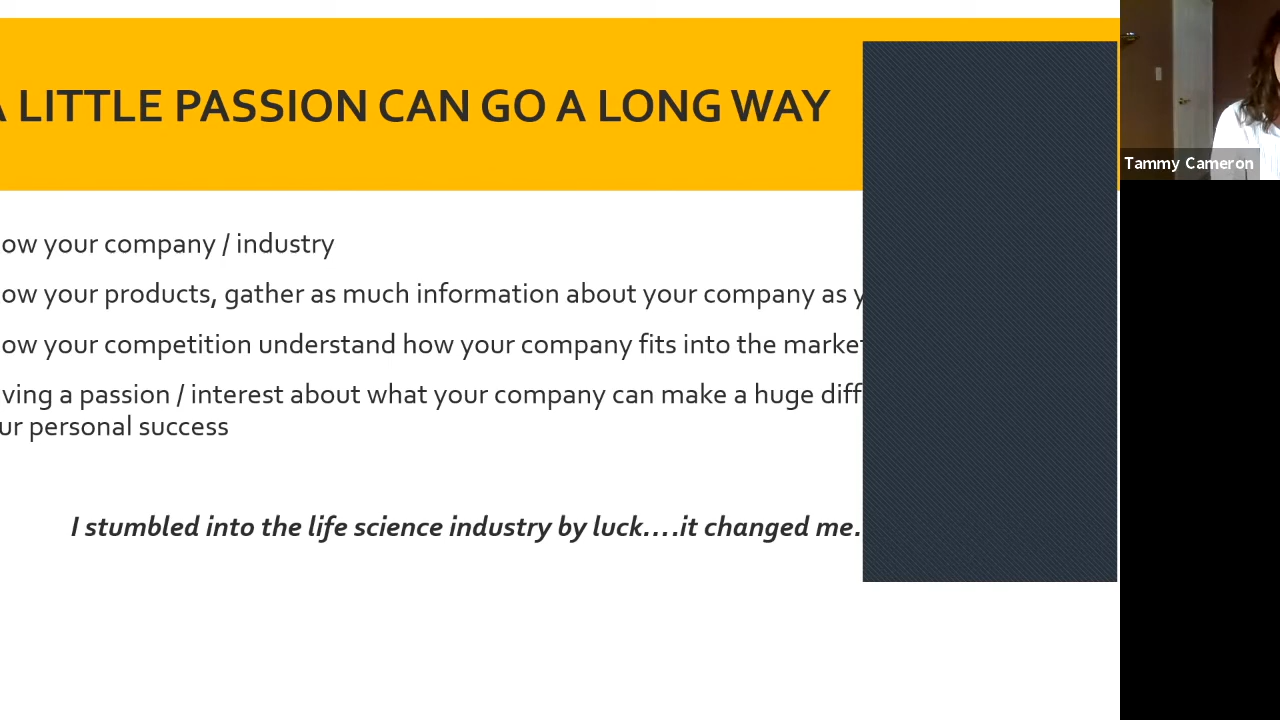 A LITTLE PASSION CAN GO A LONG WAY
ow your company / industry
ow your products, gather as much information about your company as y
ow your competition understand how your company fits into the market
ving a passion / interest about what your company can make a huge diff
ur personal success
I stumbled into the life science industry by luck....it changed me.
Tammy Cameron